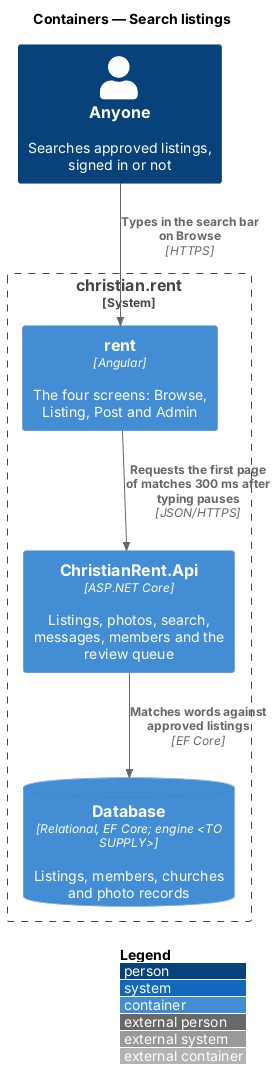 Containers — Search listings
Anyone
Searches approved listings,
signed in or not
Types in the search bar
on Browse
[HTTPS]
christian.rent
[System]
rent
[Angular]
The four screens: Browse,
Listing, Post and Admin
Requests the first page
of matches 300 ms after
typing pauses
[JSON/HTTPS]
ChristianRent.Api
[ASP.NET Core]
Listings, photos, search,
messages, members and the
review queue
Matches words against
approved listings
[EF Core]
Database
[Relational, EF Core; engine <TO
SUPPLY>]
Listings, members, churches
and photo records
Legend
person
system
container
external person
external system
external container